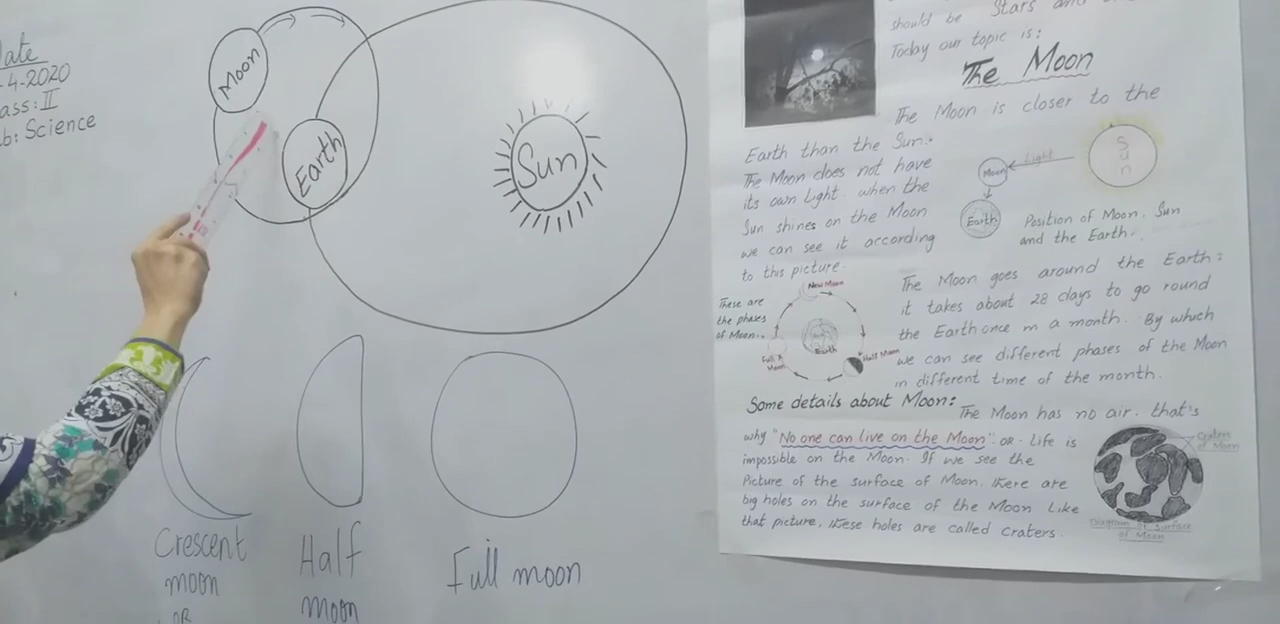 Date
-4-2020
ass: II
b: Science
Moon
Earth
Sun
Crescent
moon
OR
Half
moon
Full moon
should be Stars and
Today our topic is:
The Moon
The Moon is closer to the
Earth than the Sun.
The Moon does not have
its own light. when the
Sun shines on the Moon
we can see it according
to this picture.
Sun
Light
Moon
Earth
Position of Moon, Sun
and the Earth.
These are
the phases
of Moon..
New Moon
Earth
Half Moon
Full
Moon
The Moon goes around the Earth:
it takes about 28 days to go round
the Earth once in a month. By which
we can see different phases of the Moon
in different time of the month.
Some details about Moon:
The Moon has no air. that's
why "No one can live on the Moon". OR. Life is
impossible on the Moon. If we see the
Picture of the surface of Moon, there are
big holes on the surface of the Moon Like
that picture, these holes are called craters.
Craters
of Moon
Diagram of Surface
of Moon